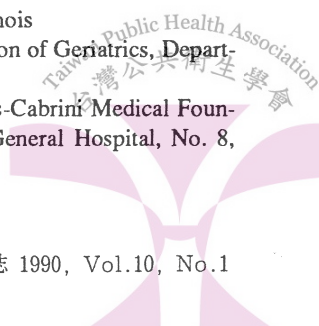 nois
on of Geriatrics, Depart-
s-Cabrini Medical Foun-
General Hospital, No. 8,
誌 1990, Vol.10, No.1
Taiwan Public Health Association
台灣公共衛生學會